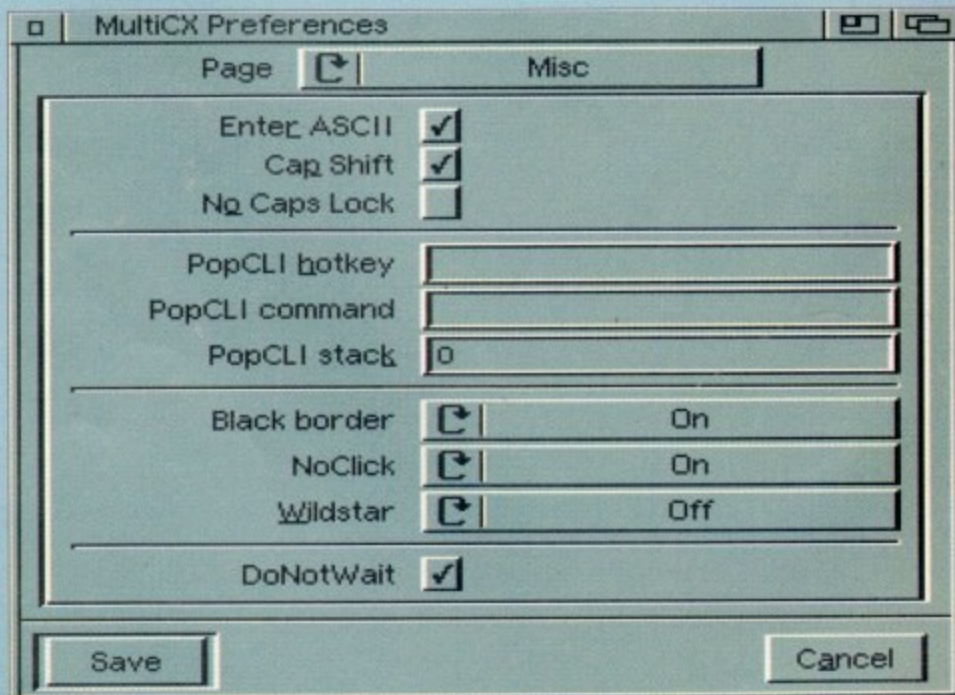 MultiCX Preferences
Page Misc
Enter ASCII
Cap Shift
No Caps Lock
PopCLI hotkey
PopCLI command
PopCLI stack 0
Black border On
NoClick On
Wildstar Off
DoNotWait
Save Cancel